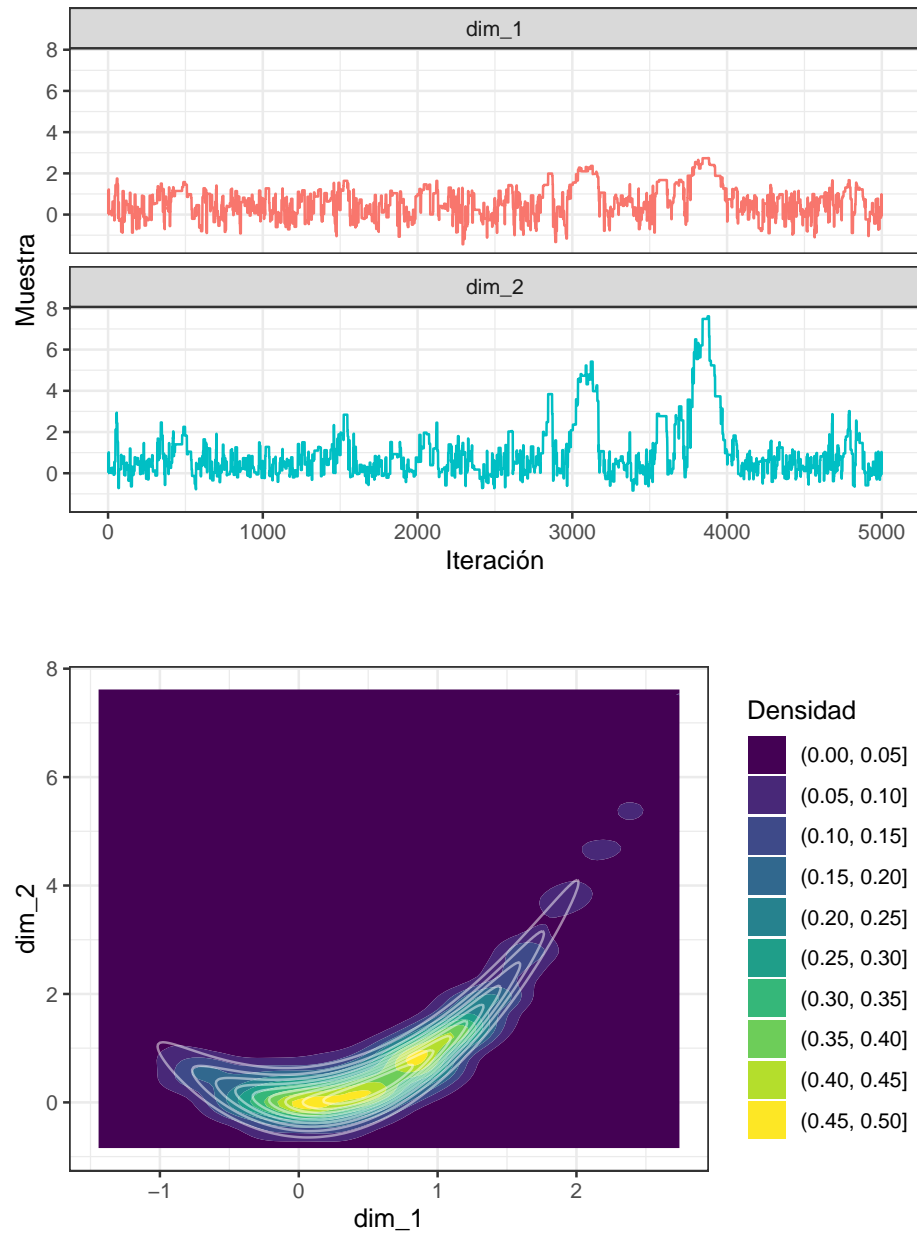 dim_1
8
6
4
2
0
Muestra
dim_2
8
6
4
2
0
0 1000 2000 3000 4000 5000
Iteración
8
6
4
2
0
dim_2
−1 0 1 2
dim_1
Densidad
(0.00, 0.05]
(0.05, 0.10]
(0.10, 0.15]
(0.15, 0.20]
(0.20, 0.25]
(0.25, 0.30]
(0.30, 0.35]
(0.35, 0.40]
(0.40, 0.45]
(0.45, 0.50]